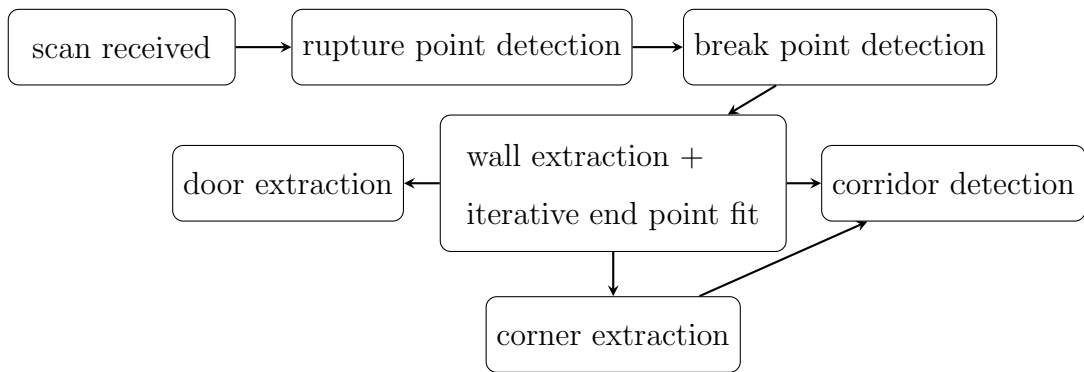 scan received
rupture point detection
break point detection
wall extraction +
iterative end point fit
door extraction
corridor detection
corner extraction